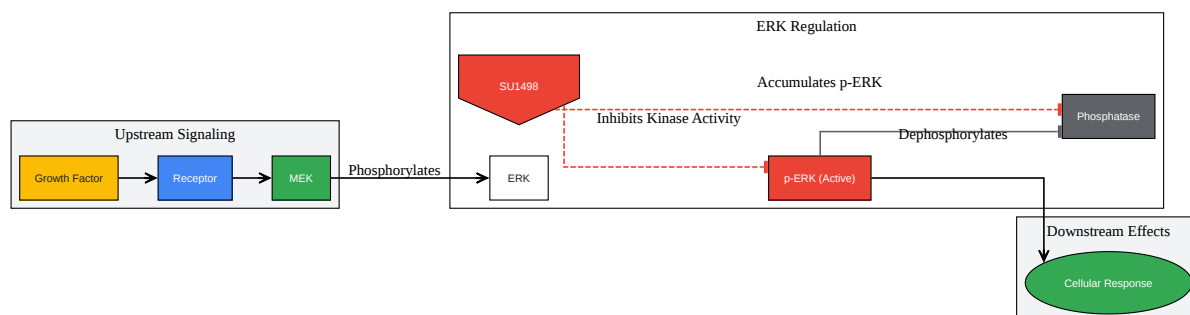 ERK Regulation
SU1498
Accumulates p-ERK
Inhibits Kinase Activity
Phosphatase
Dephosphorylates
Upstream Signaling
Growth Factor
Receptor
MEK
Phosphorylates
ERK
p-ERK (Active)
Downstream Effects
Cellular Response